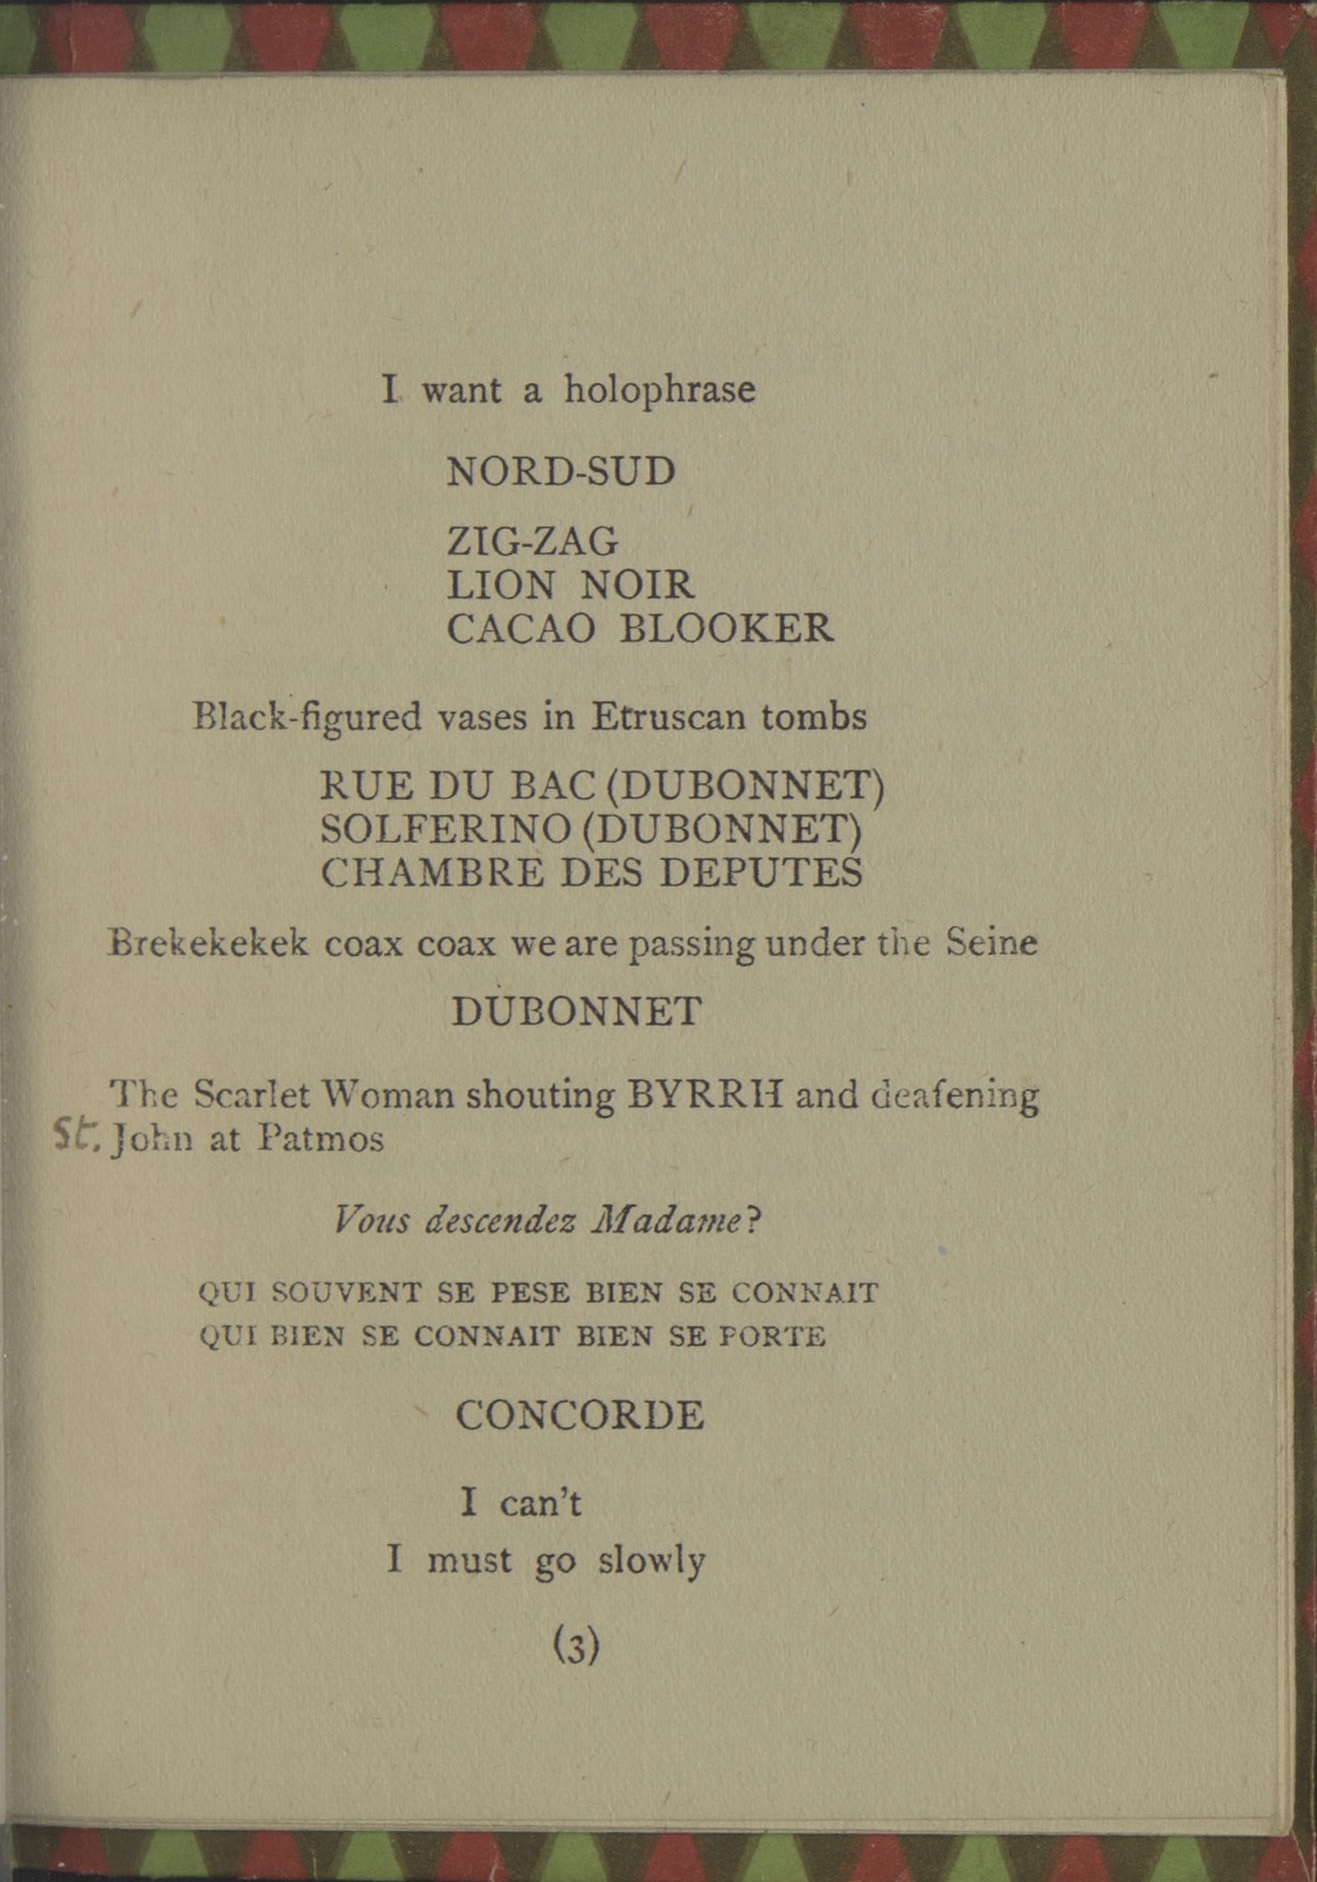 I want a holophrase
NORD-SUD
ZIG-ZAG
LION NOIR
CACAO BLOOKER
Black-figured vases in Etruscan tombs
RUE DU BAC (DUBONNET)
SOLFERINO (DUBONNET)
CHAMBRE DES DEPUTES
Brekekekek coax coax we are passing under the Seine
DUBONNET
The Scarlet Woman shouting BYRRH and deafening
St. John at Patmos
Vous descendez Madame?
QUI SOUVENT SE PESE BIEN SE CONNAIT
QUI BIEN SE CONNAIT BIEN SE PORTE
CONCORDE
I can't
I must go slowly
(3)